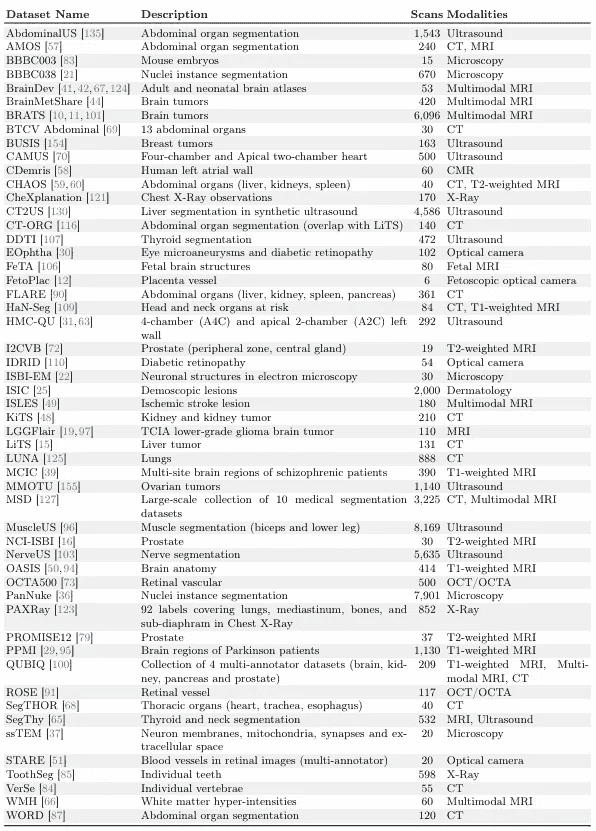 Dataset Name Description Scans Modalities
AbdominalUS [135] Abdominal organ segmentation 1,543 Ultrasound
AMOS [57] Abdominal organ segmentation 240 CT, MRI
BBBC003 [83] Mouse embryos 15 Microscopy
BBBC038 [21] Nuclei instance segmentation 670 Microscopy
BrainDev [41,42,67,124] Adult and neonatal brain atlases 53 Multimodal MRI
BrainMetShare [44] Brain tumors 420 Multimodal MRI
BRATS [10,11,101] Brain tumors 6,096 Multimodal MRI
BTCV Abdominal [69] 13 abdominal organs 30 CT
BUSIS [154] Breast tumors 163 Ultrasound
CAMUS [70] Four-chamber and Apical two-chamber heart 500 Ultrasound
CDemris [58] Human left atrial wall 60 CMR
CHAOS [59,60] Abdominal organs (liver, kidneys, spleen) 40 CT, T2-weighted MRI
CheXplanation [121] Chest X-Ray observations 170 X-Ray
CT2US [130] Liver segmentation in synthetic ultrasound 4,586 Ultrasound
CT-ORG [116] Abdominal organ segmentation (overlap with LiTS) 140 CT
DDTI [107] Thyroid segmentation 472 Ultrasound
EOphtha [30] Eye microaneurysms and diabetic retinopathy 102 Optical camera
FeTA [106] Fetal brain structures 80 Fetal MRI
FetoPlac [12] Placenta vessel 6 Fetoscopic optical camera
FLARE [90] Abdominal organs (liver, kidney, spleen, pancreas) 361 CT
HaN-Seg [109] Head and neck organs at risk 84 CT, T1-weighted MRI
HMC-QU [31,63] 4-chamber (A4C) and apical 2-chamber (A2C) left 292 Ultrasound
wall
I2CVB [72] Prostate (peripheral zone, central gland) 19 T2-weighted MRI
IDRID [110] Diabetic retinopathy 54 Optical camera
ISBI-EM [22] Neuronal structures in electron microscopy 30 Microscopy
ISIC [25] Demoscopic lesions 2,000 Dermatology
ISLES [49] Ischemic stroke lesion 180 Multimodal MRI
KiTS [48] Kidney and kidney tumor 210 CT
LGGFlair [19,97] TCIA lower-grade glioma brain tumor 110 MRI
LiTS [15] Liver tumor 131 CT
LUNA [125] Lungs 888 CT
MCIC [39] Multi-site brain regions of schizophrenic patients 390 T1-weighted MRI
MMOTU [155] Ovarian tumors 1,140 Ultrasound
MSD [127] Large-scale collection of 10 medical segmentation 3,225 CT, Multimodal MRI
datasets
MuscleUS [96] Muscle segmentation (biceps and lower leg) 8,169 Ultrasound
NCI-ISBI [16] Prostate 30 T2-weighted MRI
NerveUS [103] Nerve segmentation 5,635 Ultrasound
OASIS [50,94] Brain anatomy 414 T1-weighted MRI
OCTA500 [73] Retinal vascular 500 OCT/OCTA
PanNuke [36] Nuclei instance segmentation 7,901 Microscopy
PAXRay [123] 92 labels covering lungs, mediastinum, bones, and 852 X-Ray
sub-diaphram in Chest X-Ray
PROMISE12 [79] Prostate 37 T2-weighted MRI
PPMI [29,95] Brain regions of Parkinson patients 1,130 T1-weighted MRI
QUBIQ [100] Collection of 4 multi-annotator datasets (brain, kid- 209 T1-weighted MRI, Multi-
ney, pancreas and prostate) modal MRI, CT
ROSE [91] Retinal vessel 117 OCT/OCTA
SegTHOR [68] Thoracic organs (heart, trachea, esophagus) 40 CT
SegThy [65] Thyroid and neck segmentation 532 MRI, Ultrasound
ssTEM [37] Neuron membranes, mitochondria, synapses and ex- 20 Microscopy
tracellular space
STARE [51] Blood vessels in retinal images (multi-annotator) 20 Optical camera
ToothSeg [85] Individual teeth 598 X-Ray
VerSe [84] Individual vertebrae 55 CT
WMH [66] White matter hyper-intensities 60 Multimodal MRI
WORD [87] Abdominal organ segmentation 120 CT